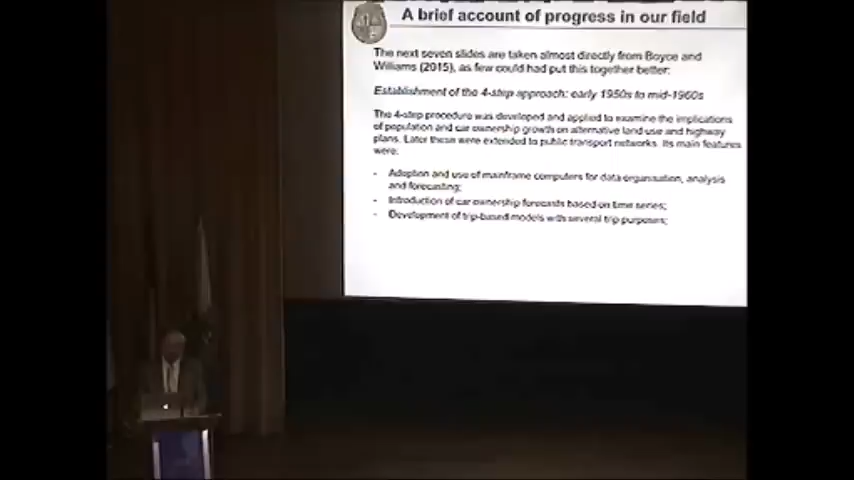 A brief account of progress in our field
The next seven slides are taken almost directly from Boyce and
Williams (2015), as few could had put this together better:
Establishment of the 4-step approach: early 1950s to mid-1960s
The 4-step procedure was developed and applied to examine the implications
of population and car ownership growth on alternative land use and highway
plans. Later these were extended to public transport networks. Its main features
were:
- Adoption and use of mainframe computers for data organisation, analysis
and forecasting;
- Introduction of car ownership forecasts based on time series;
- Development of trip-based models with several trip purposes;